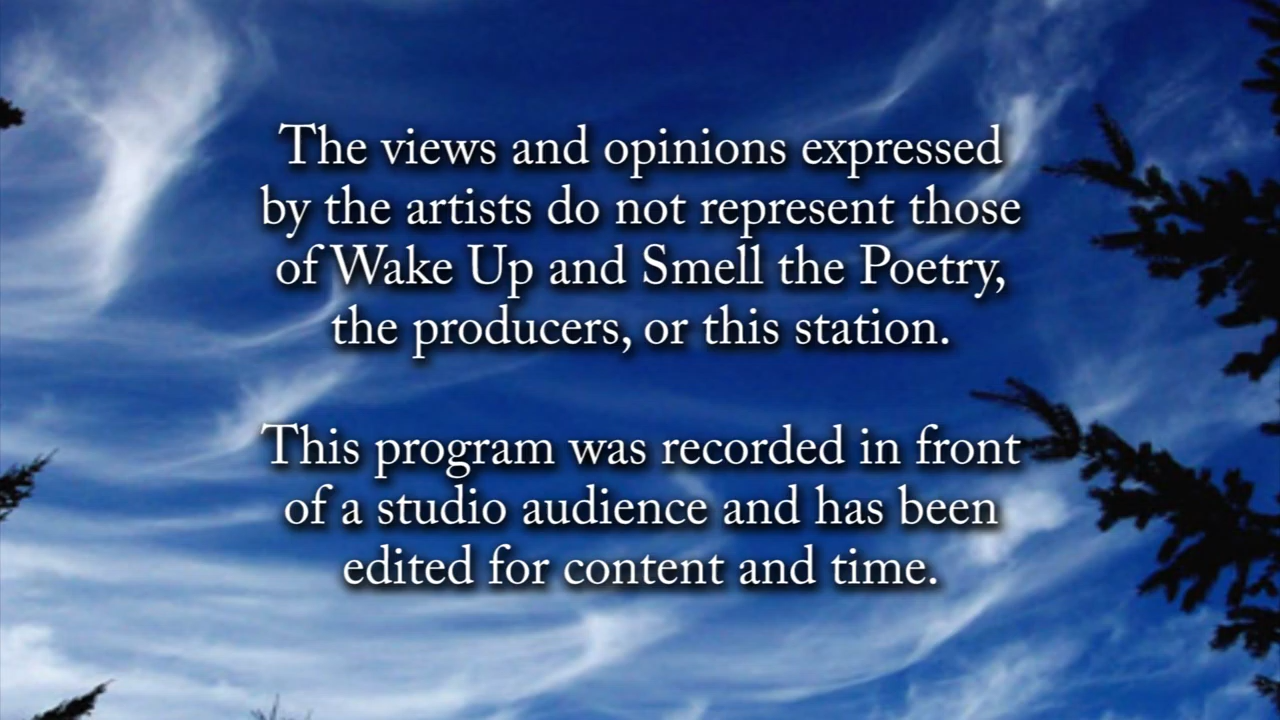 The views and opinions expressed
by the artists do not represent those
of Wake Up and Smell the Poetry,
the producers, or this station.
This program was recorded in front
of a studio audience and has been
edited for content and time.